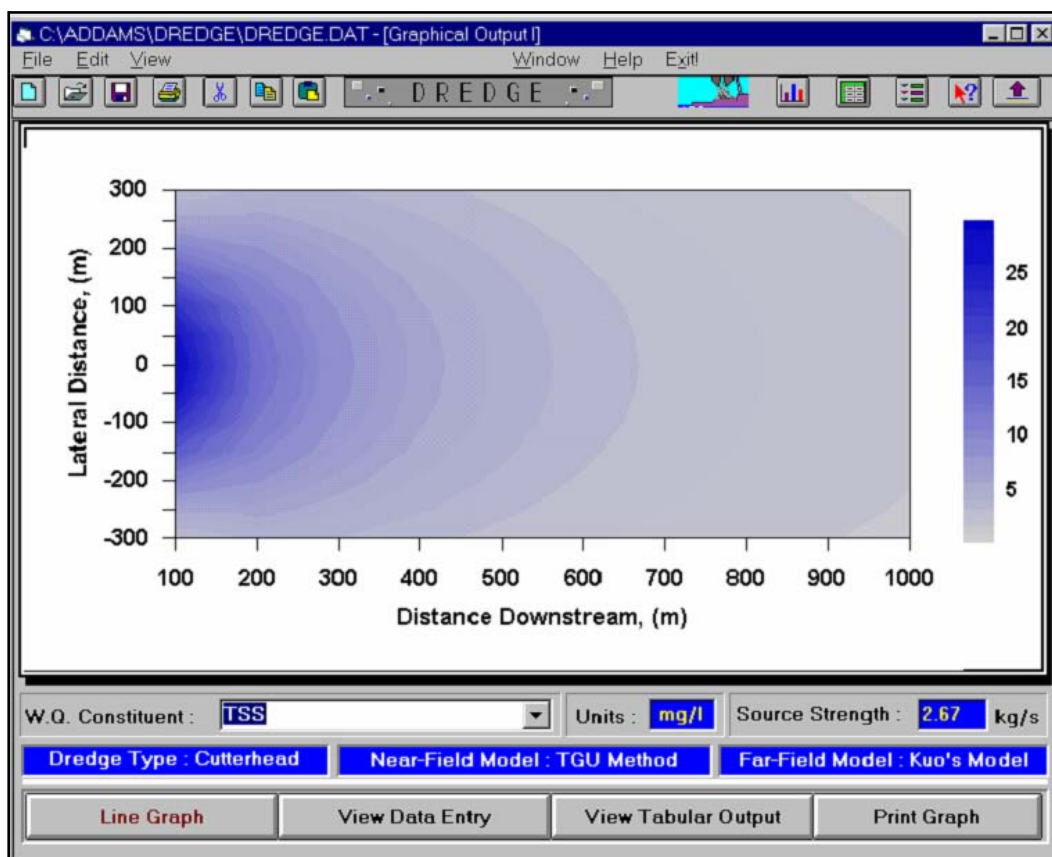 C:\ADDAMS\DREDGE\DREDGE.DAT - [Graphical Output I]
File Edit View Window Help Exit!
DREDGE
300
200
100
0
-100
-200
-300
Lateral Distance, (m)
100 200 300 400 500 600 700 800 900 1000
Distance Downstream, (m)
25
20
15
10
5
W.Q. Constituent : TSS Units : mg/l Source Strength : 2.67 kg/s
Dredge Type : Cutterhead Near-Field Model : TGU Method Far-Field Model : Kuo's Model
Line Graph View Data Entry View Tabular Output Print Graph